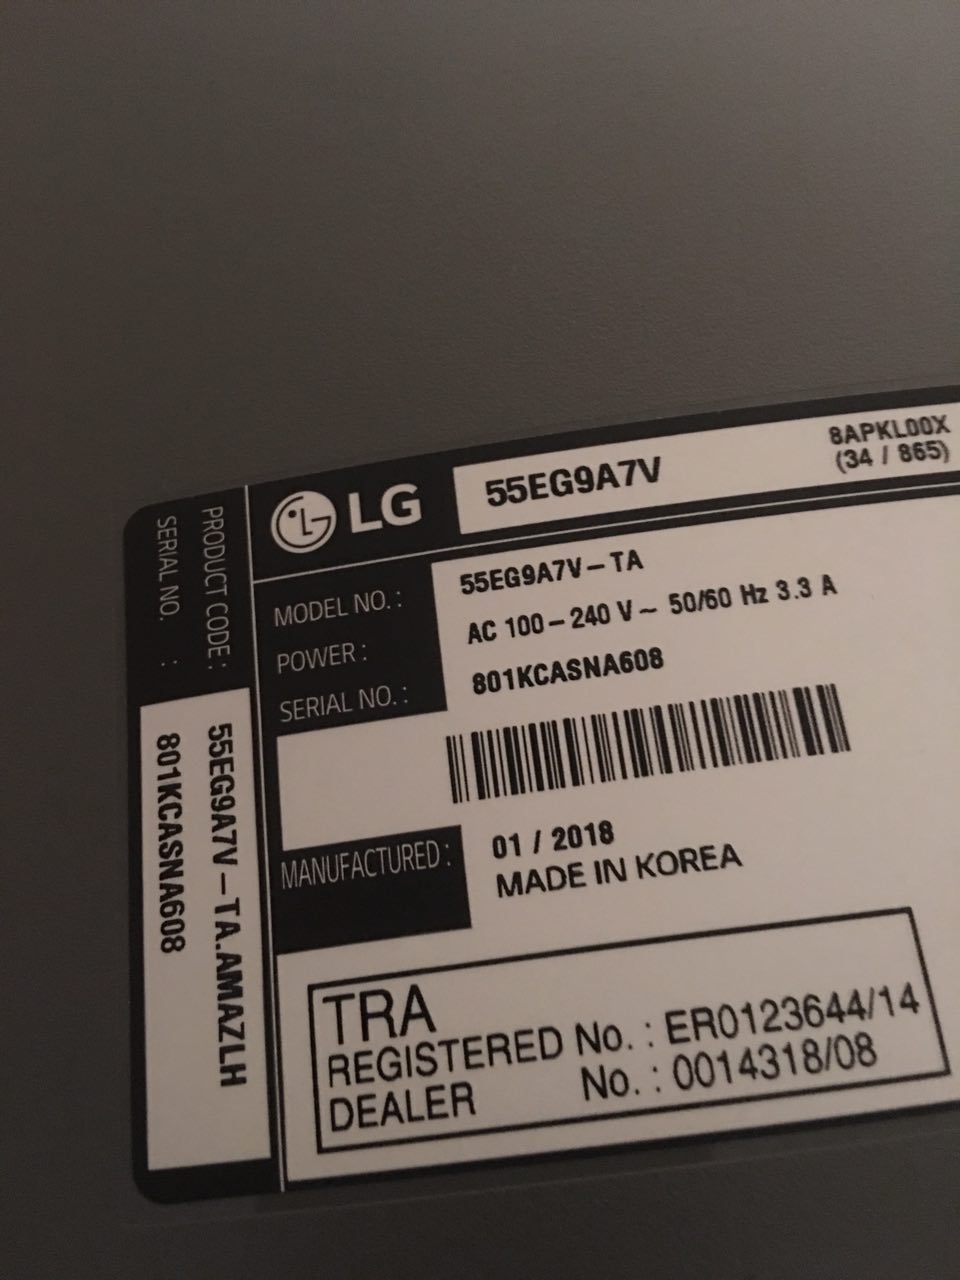 LG
55EG9A7V
8APKL00X
(34 / 865)
MODEL NO. : 55EG9A7V-TA
POWER : AC 100-240 V~ 50/60 Hz 3.3 A
SERIAL NO. : 801KCASNA608
MANUFACTURED : 01 / 2018
MADE IN KOREA
TRA
REGISTERED No. : ER0123644/14
DEALER No. : 0014318/08
PRODUCT CODE : 55EG9A7V-TA.AMAZLH
SERIAL NO. : 801KCASNA608